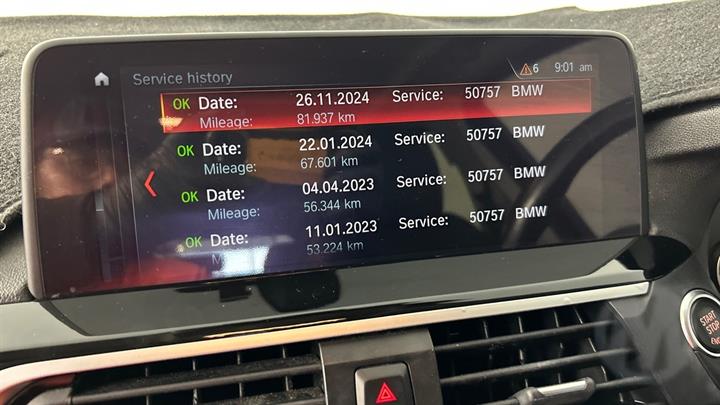 6 9:01 am
Service history
OK Date: 26.11.2024 Service: 50757 BMW
Mileage: 81.937 km
OK Date: 22.01.2024 Service: 50757 BMW
Mileage: 67.601 km
OK Date: 04.04.2023 Service: 50757 BMW
Mileage: 56.344 km
OK Date: 11.01.2023 Service: 50757 BMW
53.224 km
START
STOP